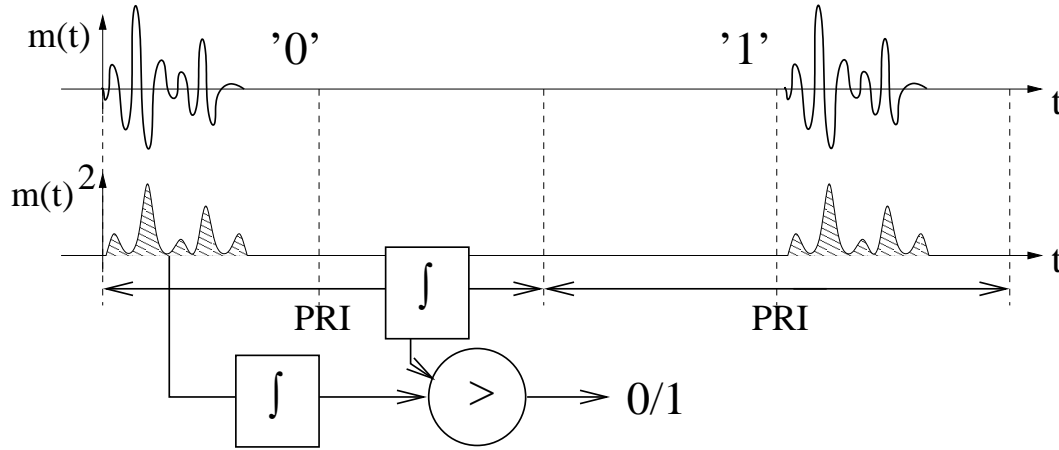 m(t)
'0'
'1'
t
m(t)²
t
∫
PRI
PRI
∫
>
0/1